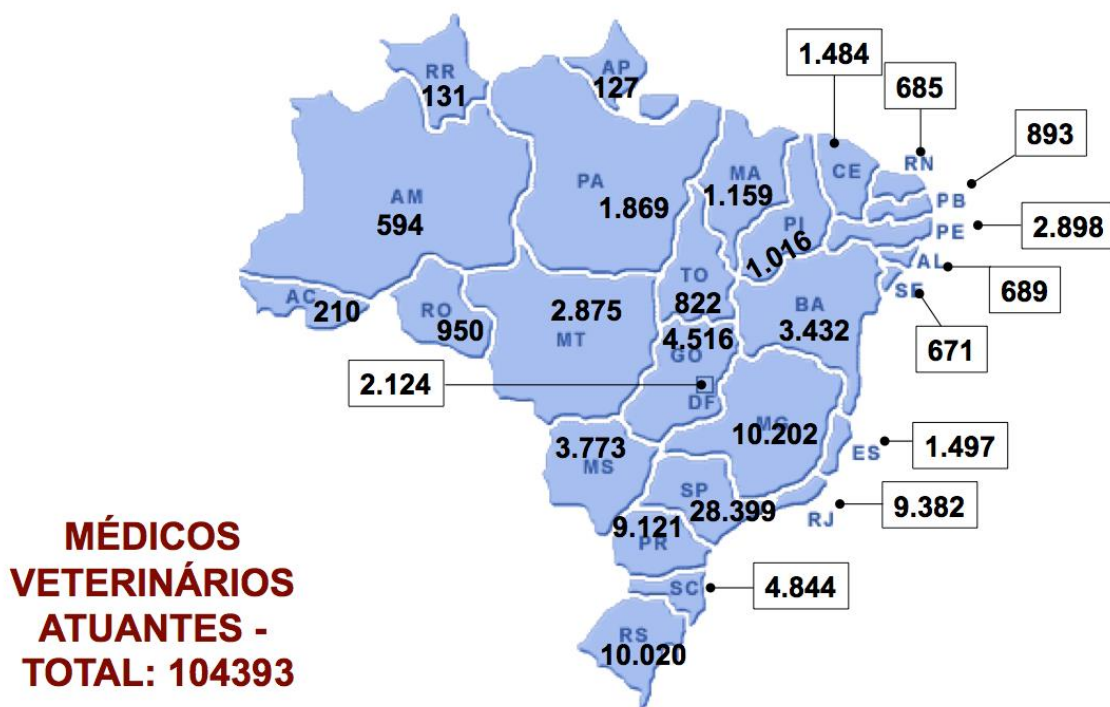 1.484
685
893
RR
131
AP
127
RN
CE
MA
1.159
PA
1.869
AM
594
PB
PE
2.898
PI
1.016
AL
689
SE
671
TO
822
BA
3.432
AC
210
RO
950
2.875
MT
4.516
GO
2.124
DF
MG
10.202
ES
1.497
3.773
MS
SP
28.399
RJ
9.382
9.121
PR
SC
4.844
RS
10.020
MÉDICOS
VETERINÁRIOS
ATUANTES -
TOTAL: 104393